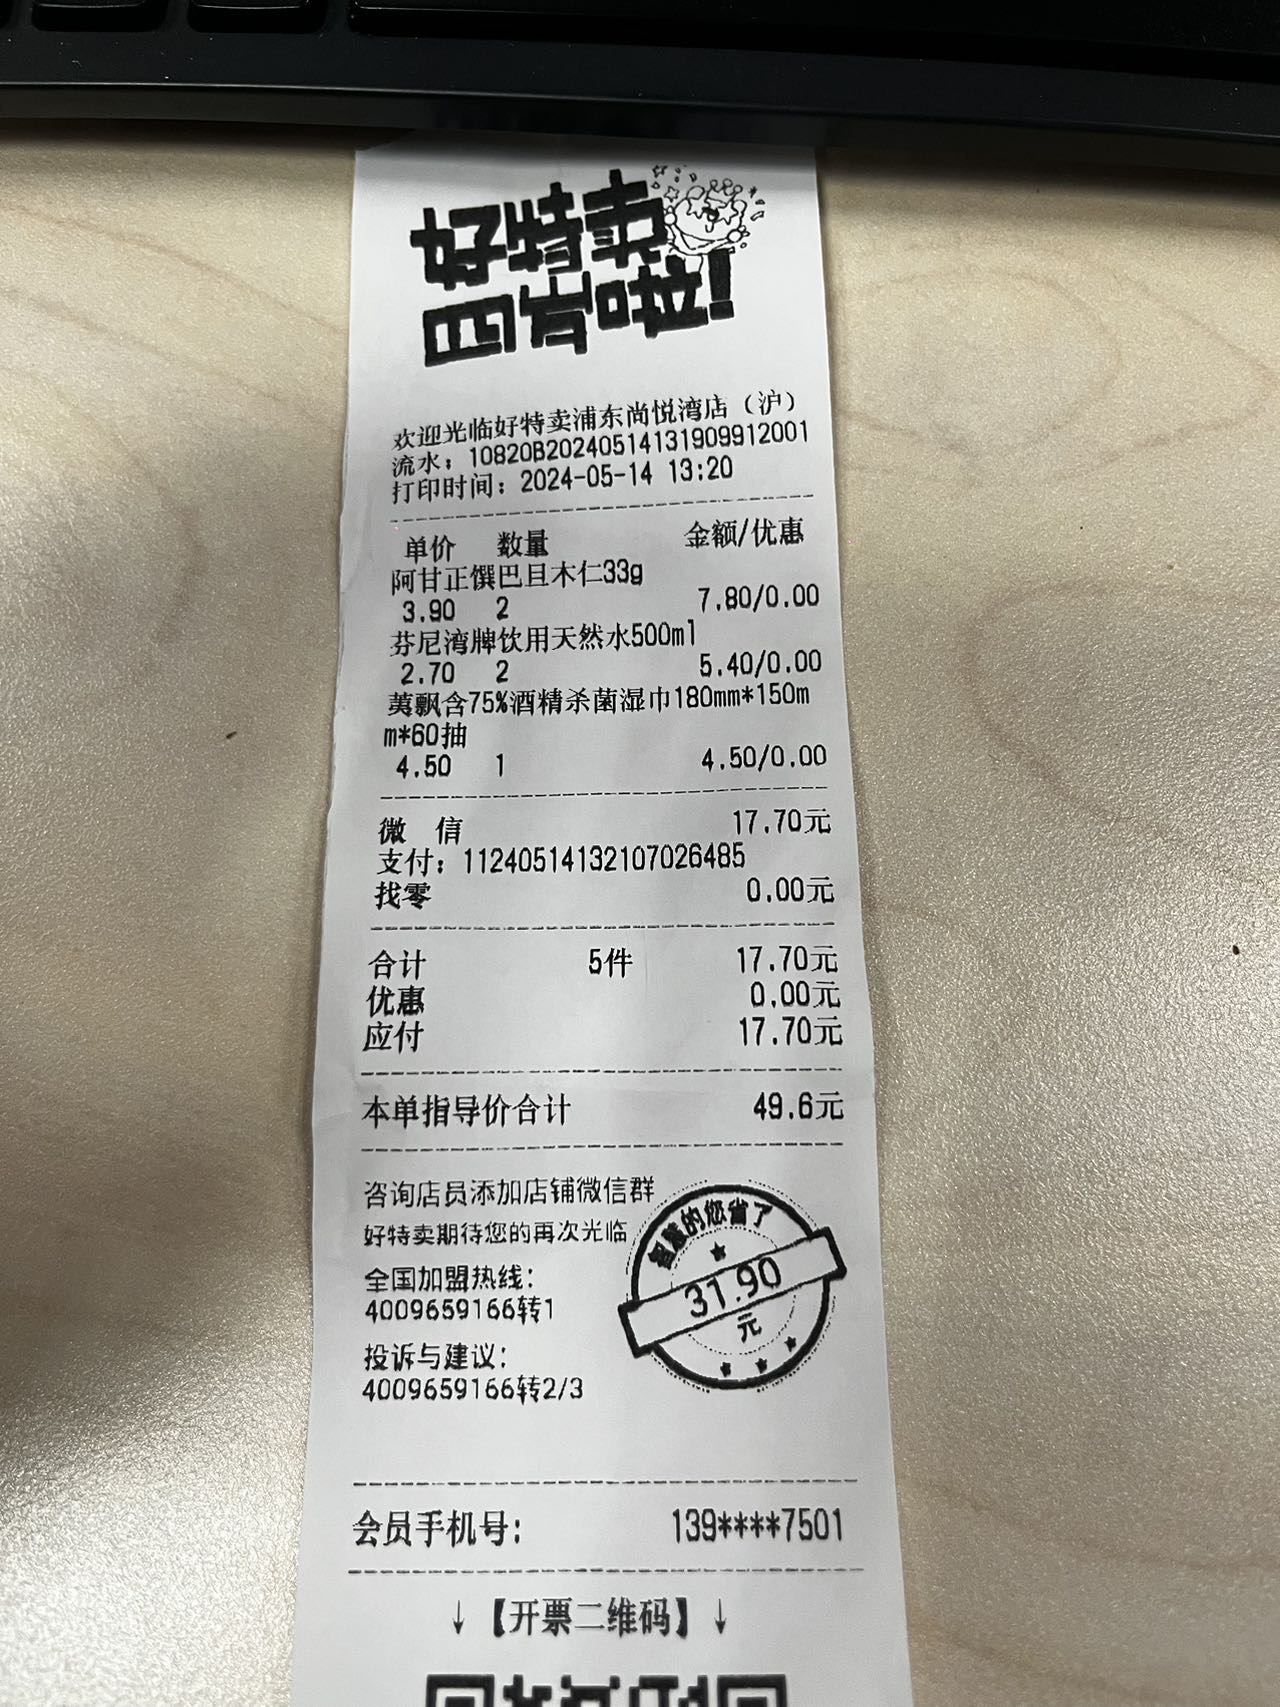 好特卖
是不错!
欢迎光临好特卖浦东尚悦湾店（沪）
流水：10820B20240514131909912001
打印时间：2024-05-14 13:20
单价 数量 金额/优惠
阿甘正馔巴旦木仁33g
3.90 2 7.80/0.00
芬尼湾牌饮用天然水500ml
2.70 2 5.40/0.00
飘含75%酒精杀菌湿巾180mm*150m
m*60抽
4.50 1 4.50/0.00
微 信 17.70元
支付：11240514132107026485
找零 0.00元
合计 5件 17.70元
优惠 0.00元
应付 17.70元
本单指导价合计 49.6元
咨询店员添加店铺微信群
好特卖期待您的再次光临
全国加盟热线：
4009659166转1
投诉与建议：
4009659166转2/3
的您省了
31.90
元
会员手机号： 139****7501
↓【开票二维码】↓